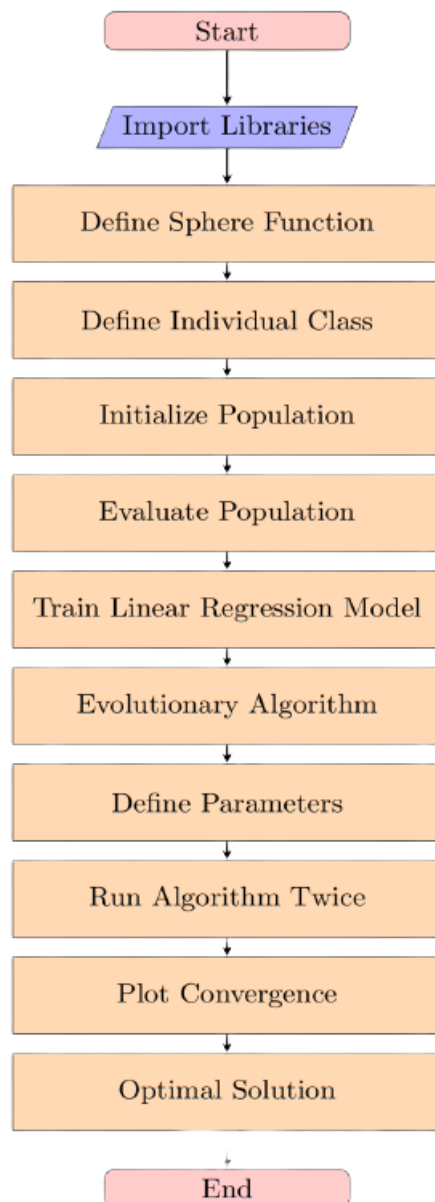 Start
Import Libraries
Define Sphere Function
Define Individual Class
Initialize Population
Evaluate Population
Train Linear Regression Model
Evolutionary Algorithm
Define Parameters
Run Algorithm Twice
Plot Convergence
Optimal Solution
End